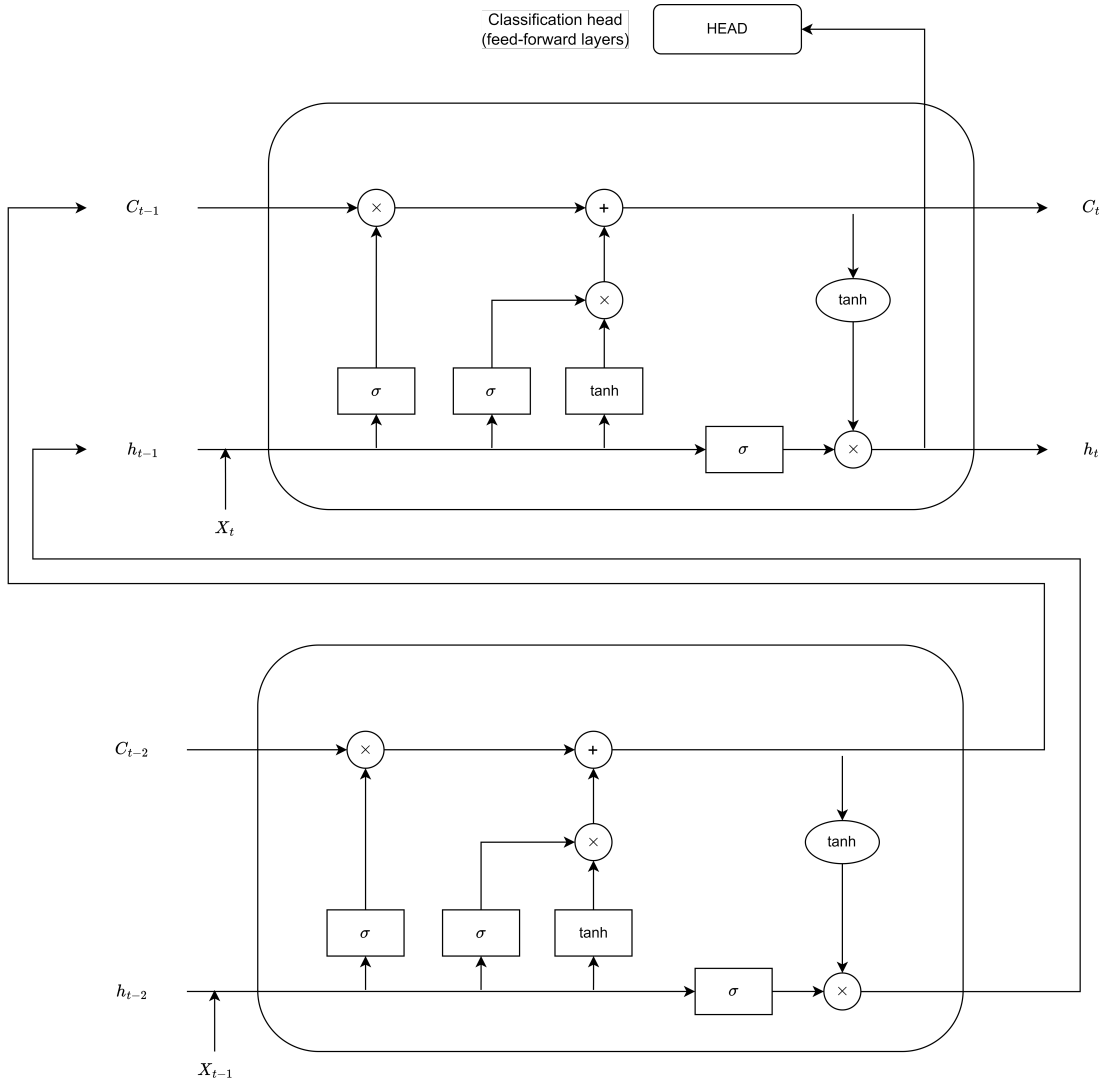 Classification head
(feed-forward layers)
HEAD
C_{t-1}
×
+
C_t
×
tanh
σ
σ
tanh
h_{t-1}
σ
×
h_t
X_t
C_{t-2}
×
+
×
tanh
σ
σ
tanh
h_{t-2}
σ
×
X_{t-1}